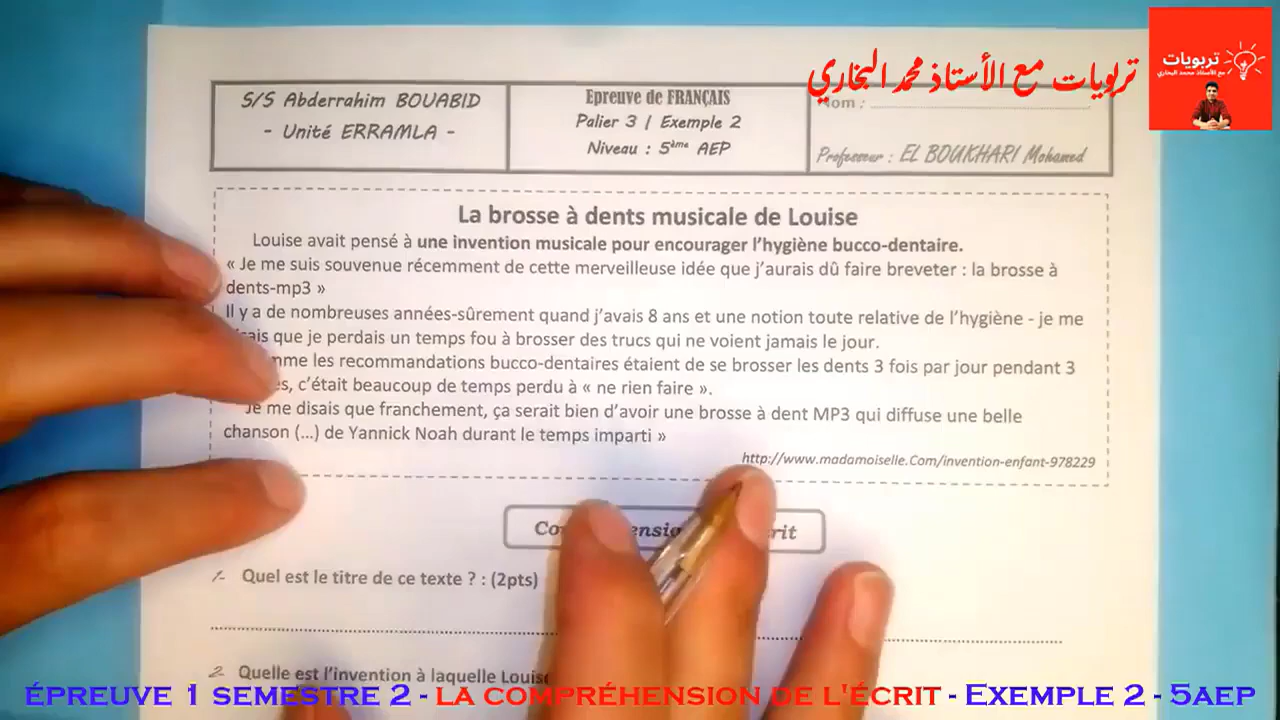 تربويات مع الأستاذ محمد البخاري
تربويات
مع الأستاذ محمد البخاري
S/S Abderrahim BOUABID
- Unité ERRAMLA -
Epreuve de FRANÇAIS
Palier 3 / Exemple 2
Niveau : 5ème AEP
Nom :
Professeur : EL BOUKHARI Mohamed
La brosse à dents musicale de Louise
Louise avait pensé à une invention musicale pour encourager l'hygiène bucco-dentaire.
« Je me suis souvenue récemment de cette merveilleuse idée que j'aurais dû faire breveter : la brosse à
dents-mp3 »
Il y a de nombreuses années-sûrement quand j'avais 8 ans et une notion toute relative de l'hygiène - je me
que je perdais un temps fou à brosser des trucs qui ne voient jamais le jour.
les recommandations bucco-dentaires étaient de se brosser les dents 3 fois par jour pendant 3
c'était beaucoup de temps perdu à « ne rien faire ».
Je me disais que franchement, ça serait bien d'avoir une brosse à dent MP3 qui diffuse une belle
chanson (...) de Yannick Noah durant le temps imparti »
http://www.madamoiselle.Com/invention-enfant-978229
1- Quel est le titre de ce texte ? : (2pts)
2- Quelle est l'invention à laquelle Louise
ÉPREUVE 1 SEMESTRE 2 - LA COMPRÉHENSION DE L'ÉCRIT - EXEMPLE 2 - 5AEP